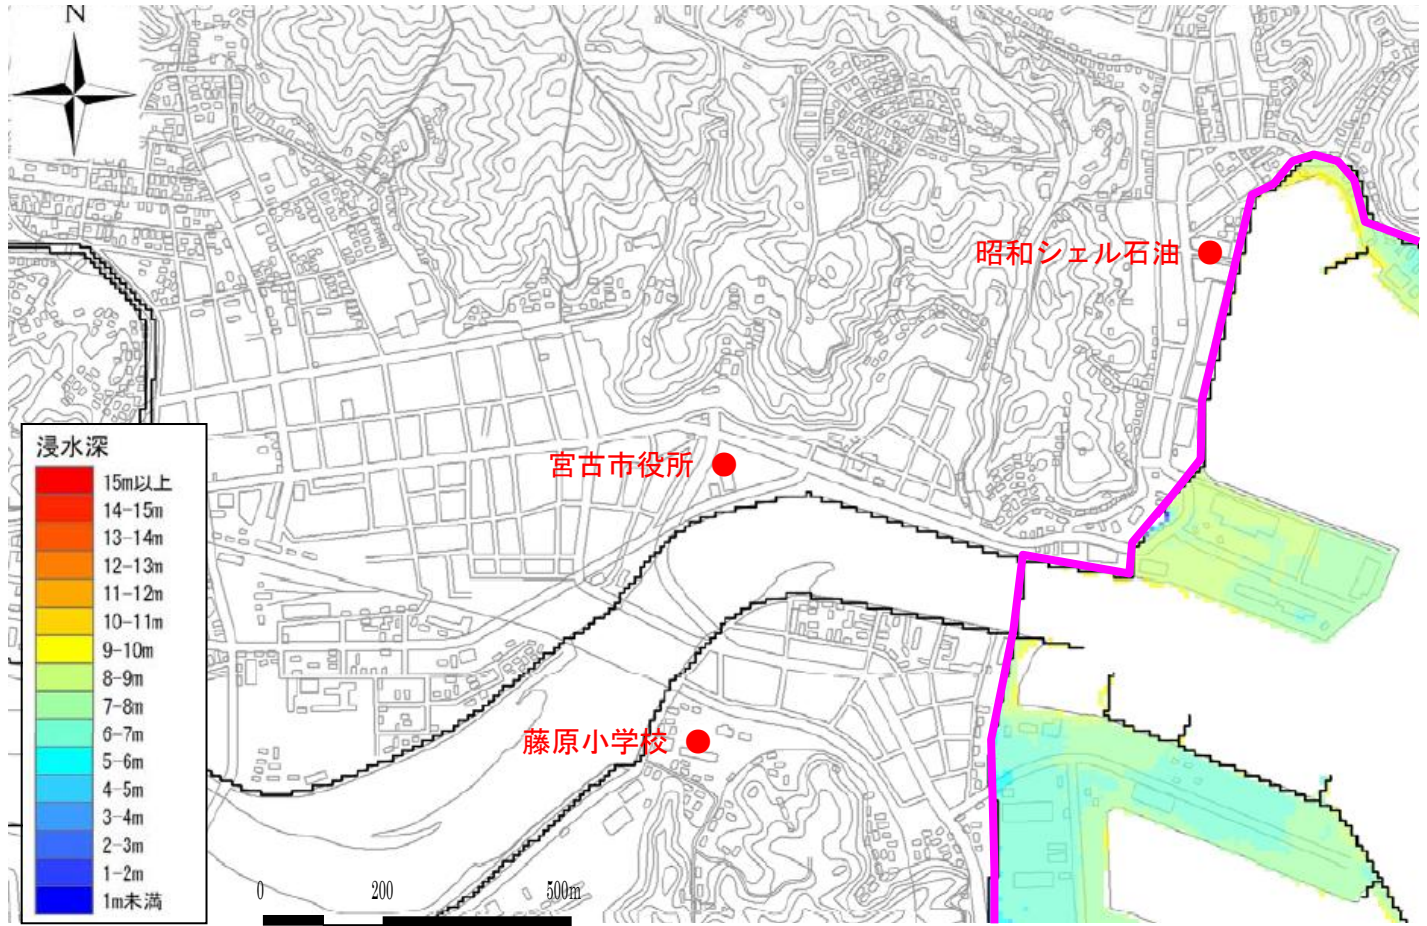 N
昭和シェル石油
宮古市役所
藤原小学校
浸水深
15m以上
14-15m
13-14m
12-13m
11-12m
10-11m
9-10m
8-9m
7-8m
6-7m
5-6m
4-5m
3-4m
2-3m
1-2m
1m未満
0 200 500m